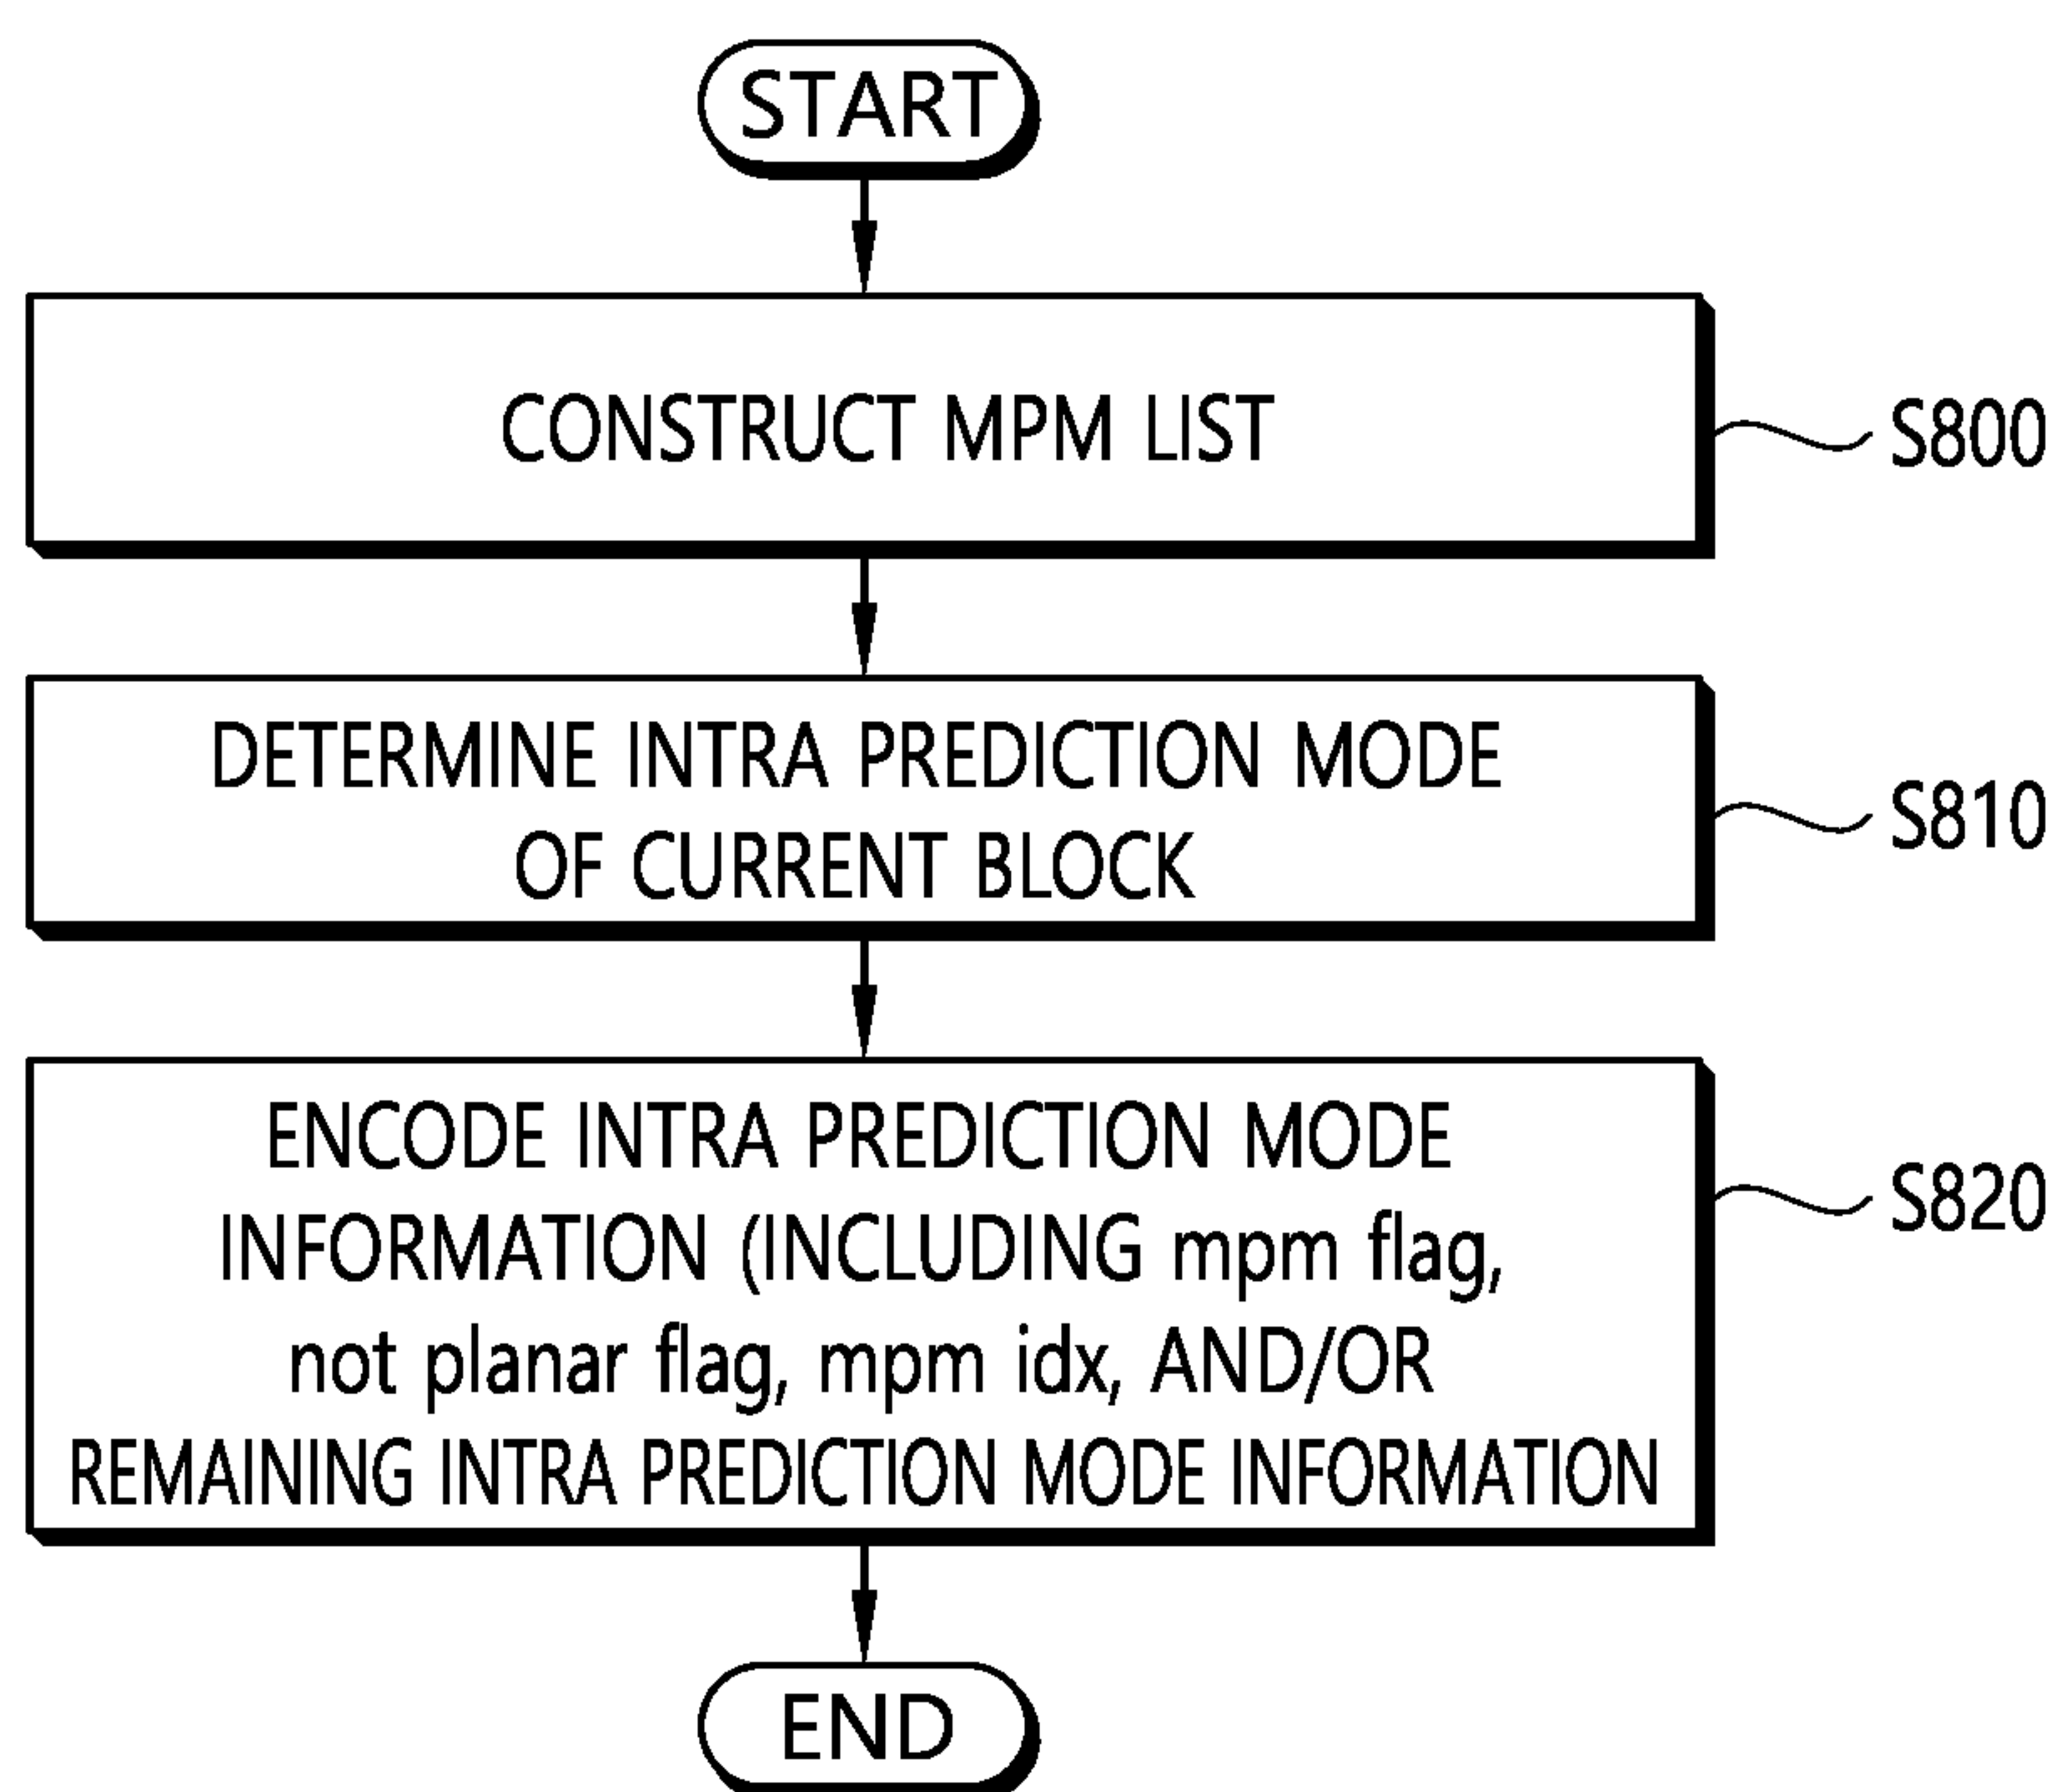 START
CONSTRUCT MPM LIST
S800
DETERMINE INTRA PREDICTION MODE
OF CURRENT BLOCK
S810
ENCODE INTRA PREDICTION MODE
INFORMATION (INCLUDING mpm flag,
not planar flag, mpm idx, AND/OR
REMAINING INTRA PREDICTION MODE INFORMATION
S820
END